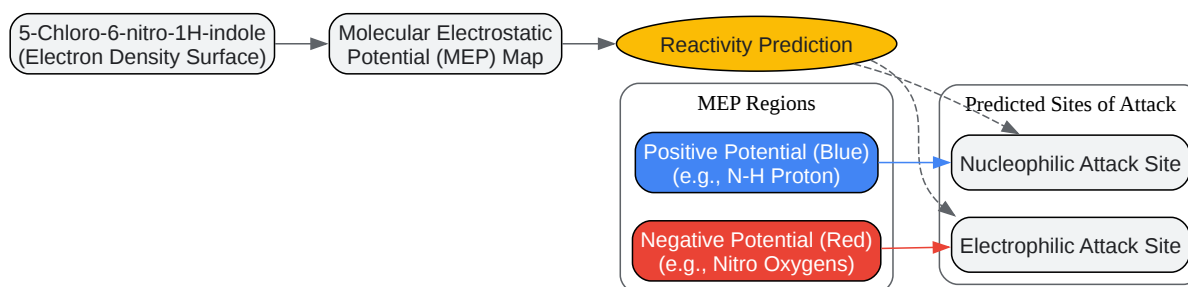 5-Chloro-6-nitro-1H-indole
(Electron Density Surface)
Molecular Electrostatic
Potential (MEP) Map
Reactivity Prediction
MEP Regions
Predicted Sites of Attack
Positive Potential (Blue)
(e.g., N-H Proton)
Nucleophilic Attack Site
Negative Potential (Red)
(e.g., Nitro Oxygens)
Electrophilic Attack Site